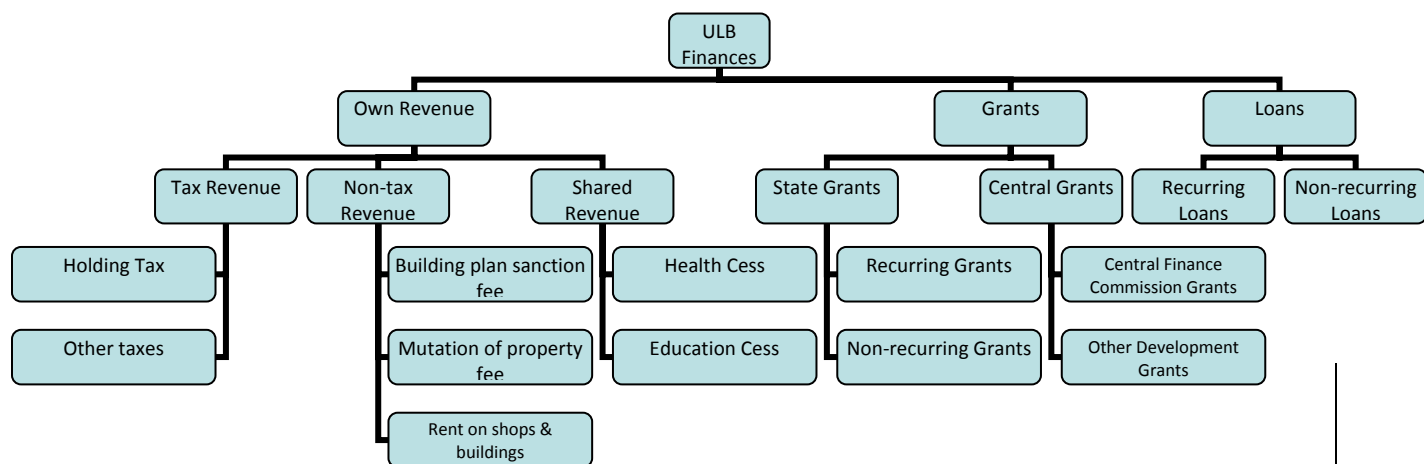 ULB
Finances
Own Revenue
Grants
Loans
Tax Revenue
Non-tax
Revenue
Shared
Revenue
State Grants
Central Grants
Recurring
Loans
Non-recurring
Loans
Holding Tax
Building plan sanction
fee
Health Cess
Recurring Grants
Central Finance
Commission Grants
Other taxes
Mutation of property
fee
Education Cess
Non-recurring Grants
Other Development
Grants
Rent on shops &
buildings